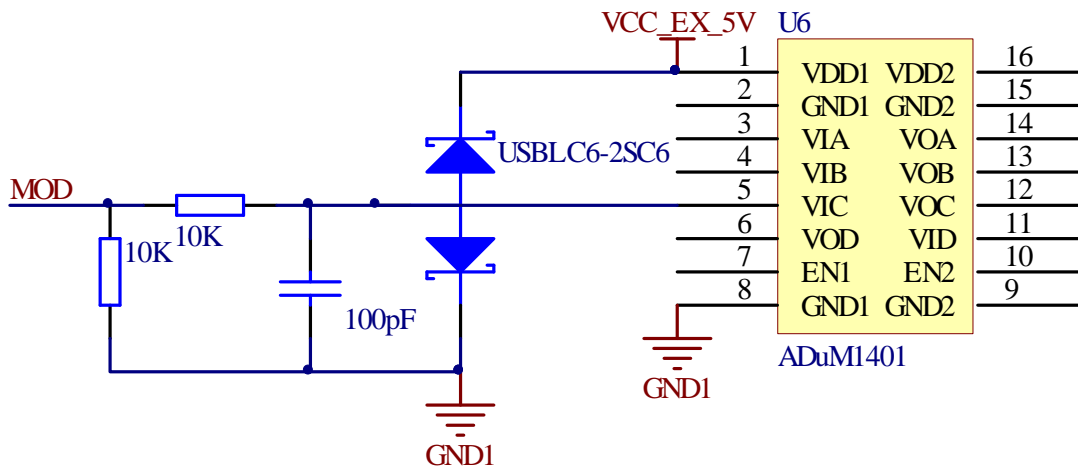 VCC_EX_5V
U6
1 VDD1 VDD2 16
2 GND1 GND2 15
3 VIA VOA 14
USBLC6-2SC6
4 VIB VOB 13
MOD
5 VIC VOC 12
10K
10K
6 VOD VID 11
7 EN1 EN2 10
8 GND1 GND2 9
100pF
ADuM1401
GND1
GND1